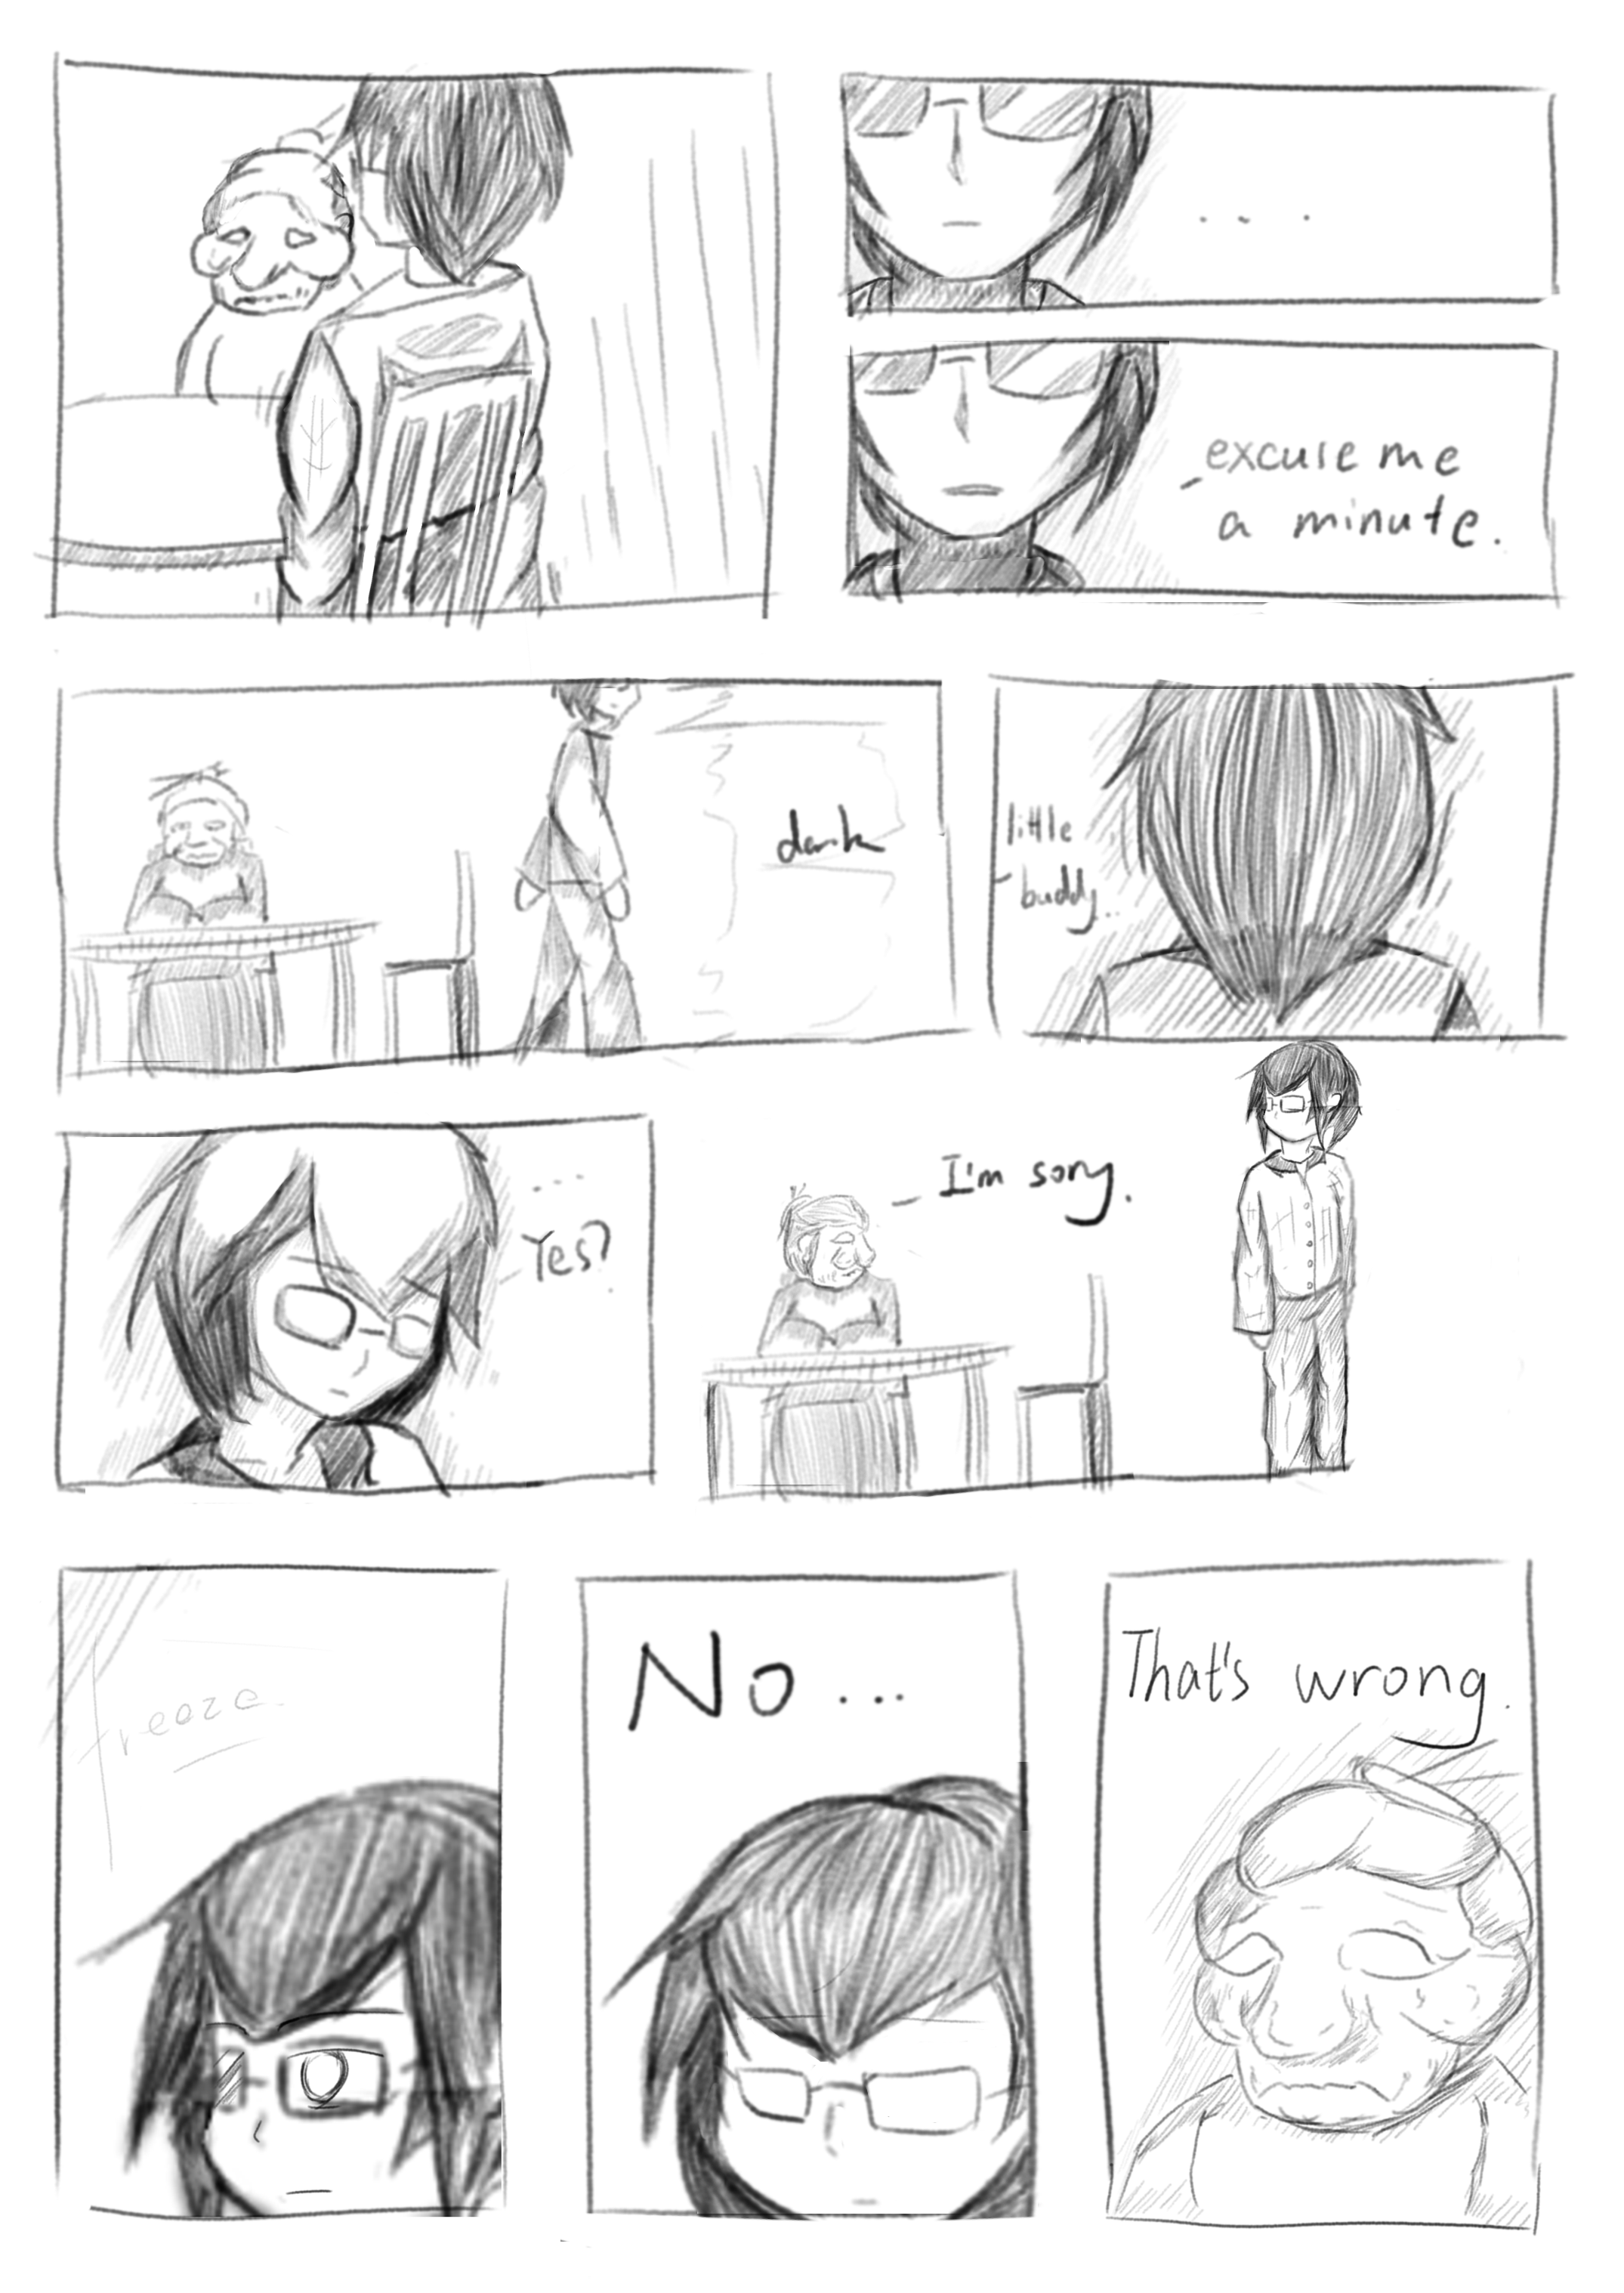 . . .
excuse me
a minute.
dark
little
buddy..
....
Yes?
I'm sorry.
freeze.
No...
That's wrong.